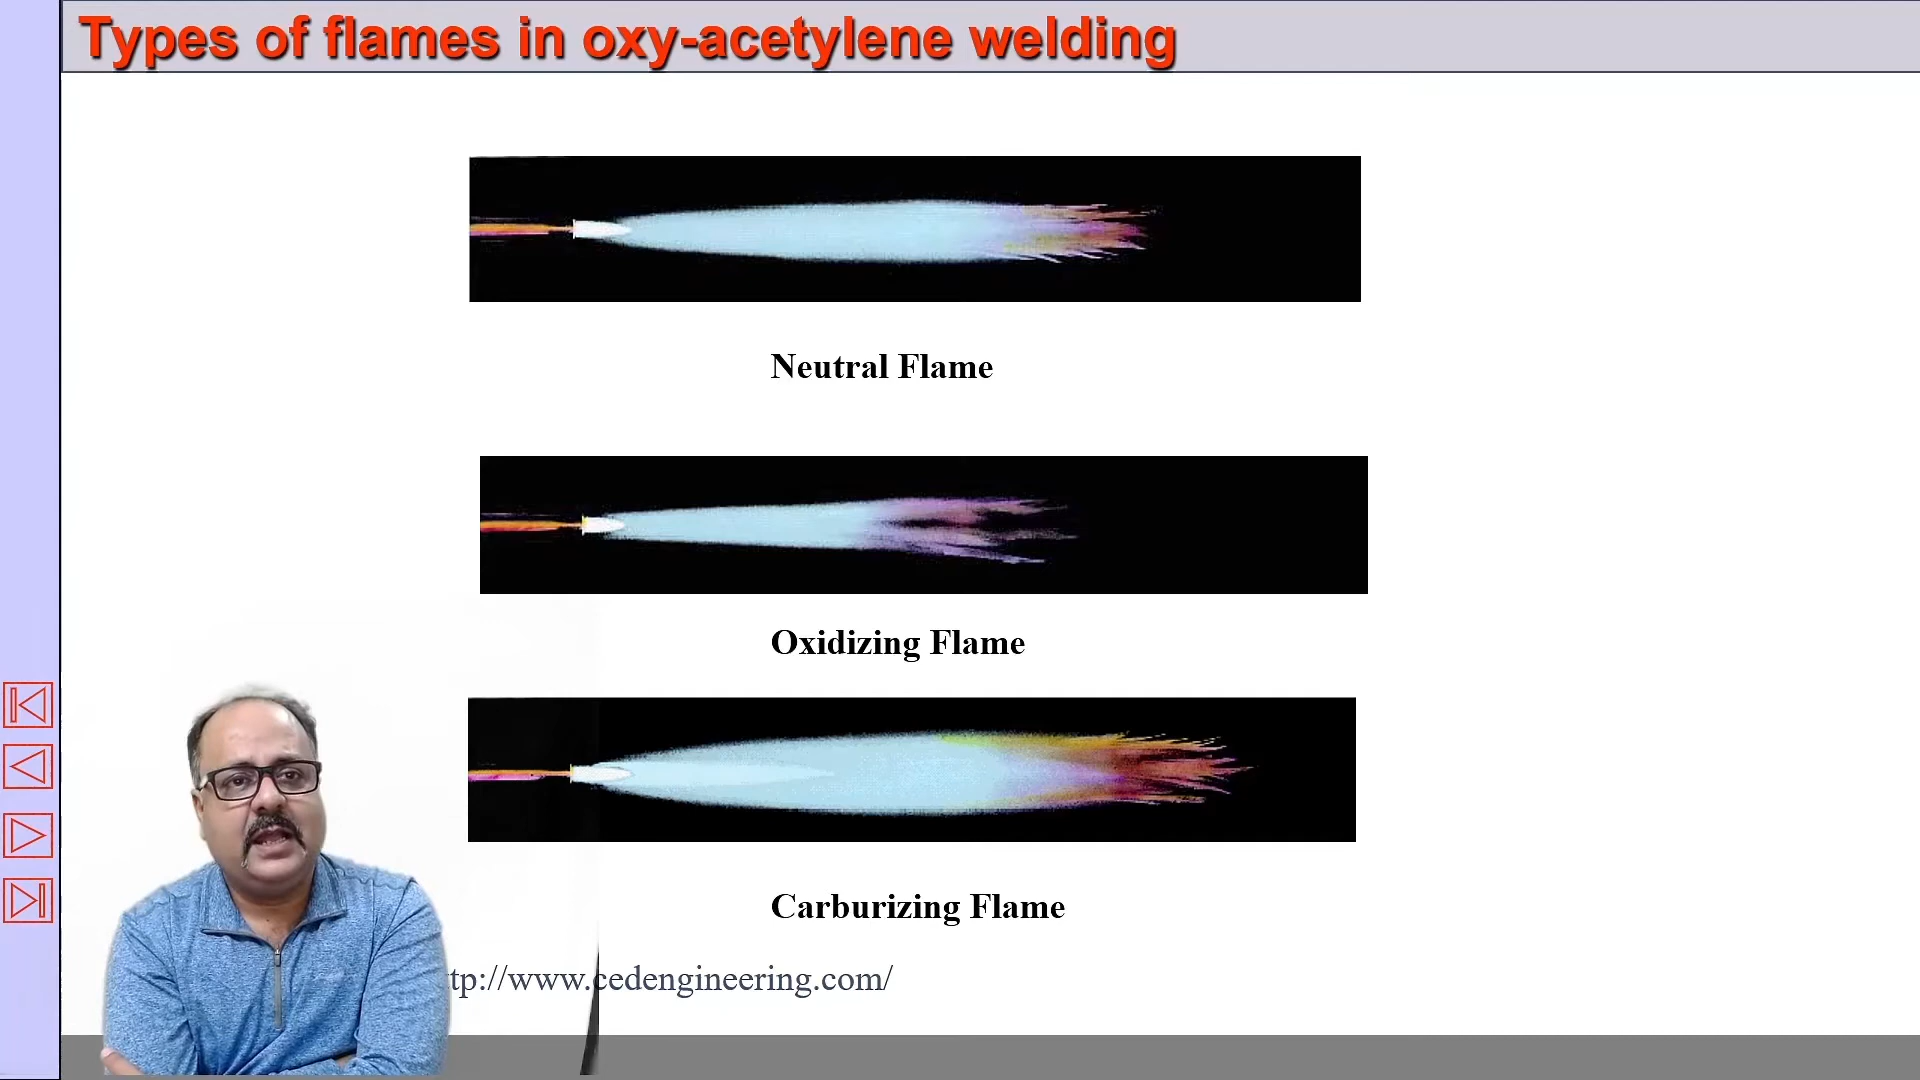 Types of flames in oxy-acetylene welding
Neutral Flame
Oxidizing Flame
Carburizing Flame
tp://www.cedengineering.com/